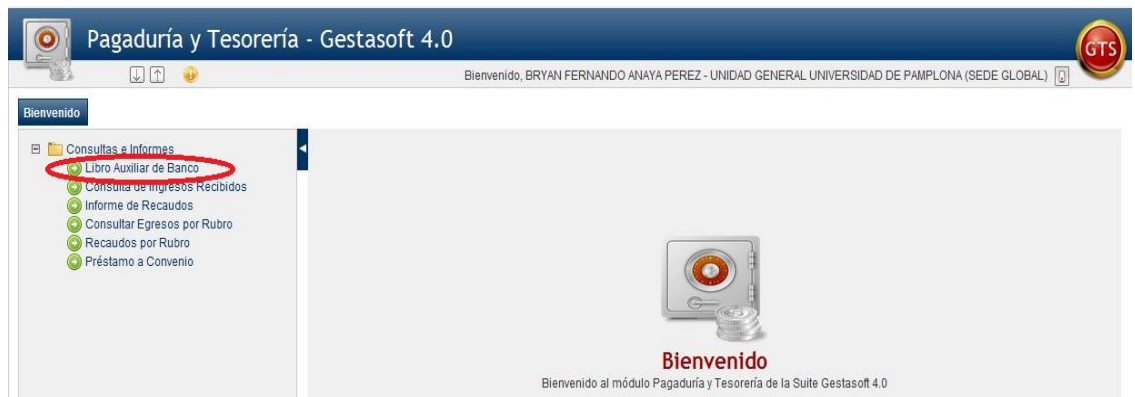 Pagaduría y Tesorería - Gestasoft 4.0
GTS
Bienvenido, BRYAN FERNANDO ANAYA PEREZ - UNIDAD GENERAL UNIVERSIDAD DE PAMPLONA (SEDE GLOBAL)
Bienvenido
Consultas e Informes
Libro Auxiliar de Banco
Consulta de Ingresos Recibidos
Informe de Recaudos
Consultar Egresos por Rubro
Recaudos por Rubro
Préstamo a Convenio
Bienvenido
Bienvenido al módulo Pagaduría y Tesorería de la Suite Gestasoft 4.0